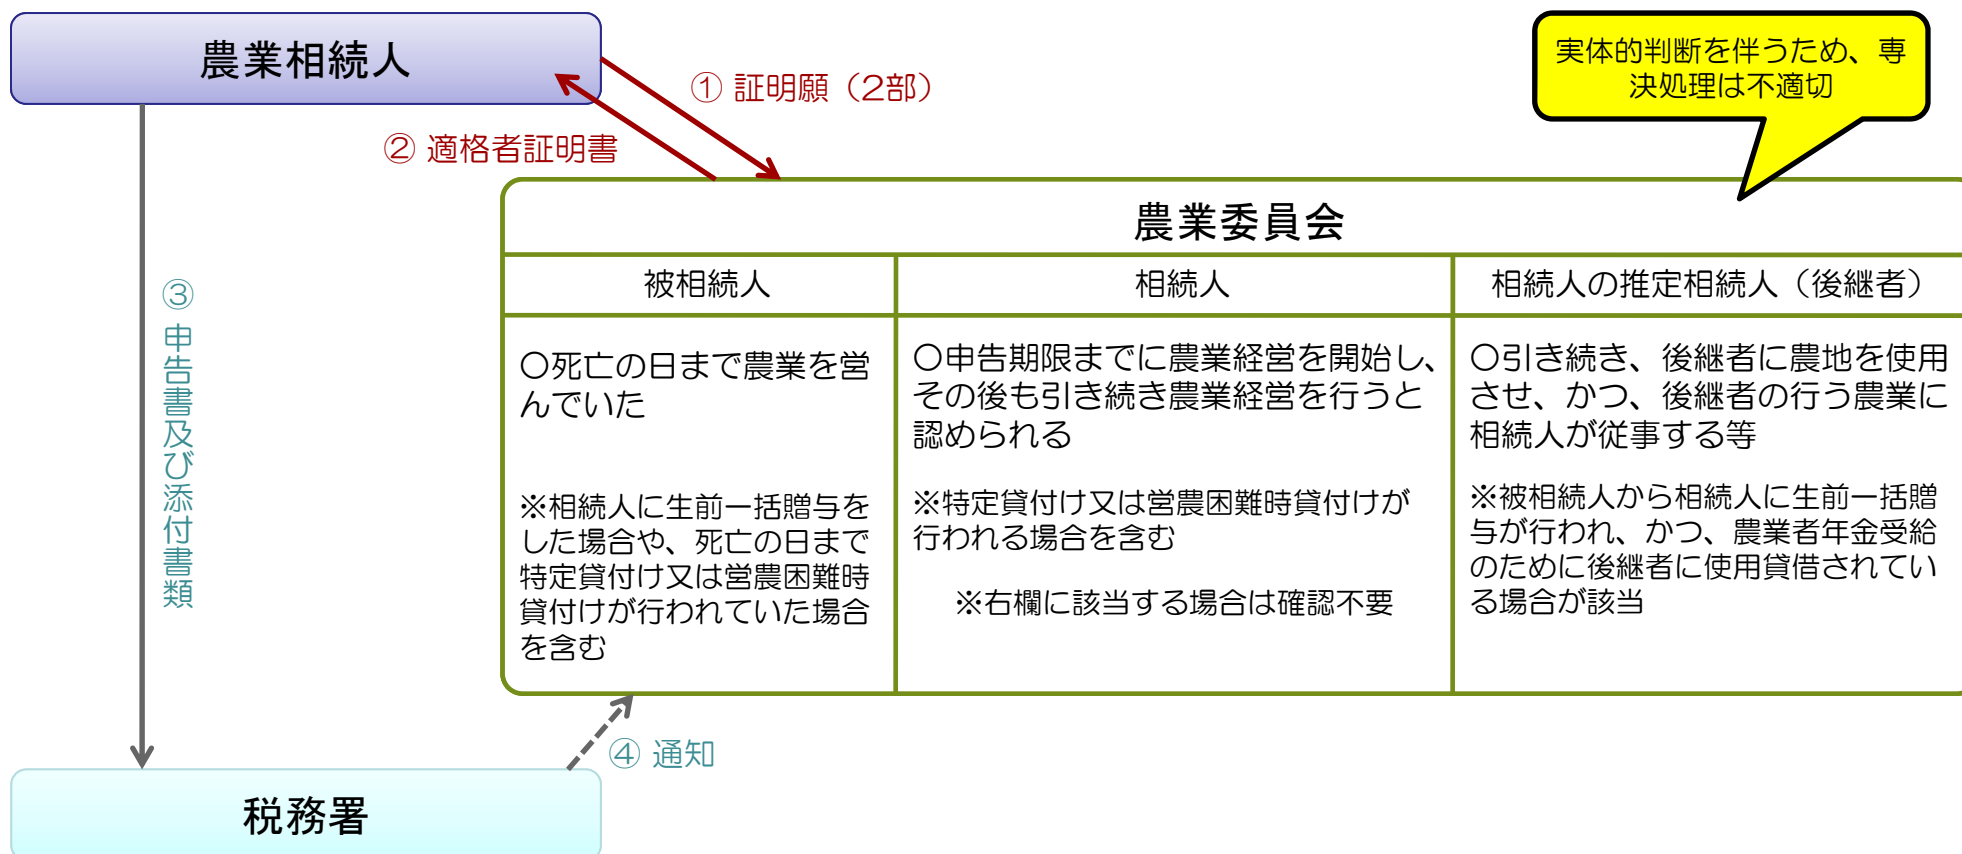 農業相続人
① 証明願（2部）
② 適格者証明書
実体的判断を伴うため、専
決処理は不適切
農業委員会
被相続人
〇死亡の日まで農業を営
んでいた
※相続人に生前一括贈与を
した場合や、死亡の日まで
特定貸付け又は営農困難時
貸付けが行われていた場合
を含む
相続人
〇申告期限までに農業経営を開始し、
その後も引き続き農業経営を行うと
認められる
※特定貸付け又は営農困難時貸付けが
行われる場合を含む
※右欄に該当する場合は確認不要
相続人の推定相続人（後継者）
〇引き続き、後継者に農地を使用
させ、かつ、後継者の行う農業に
相続人が従事する等
※被相続人から相続人に生前一括贈
与が行われ、かつ、農業者年金受給
のために後継者に使用貸借されてい
る場合が該当
③ 申告書及び添付書類
④ 通知
税務署